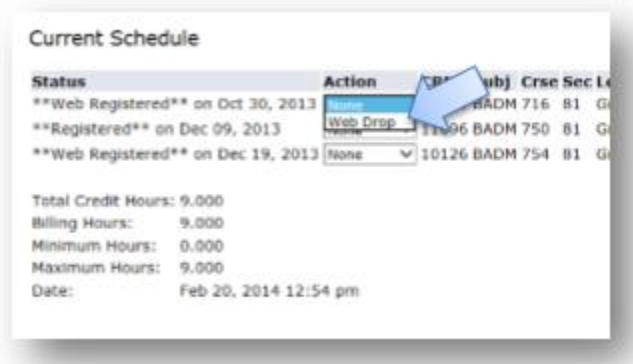 Current Schedule
Status Action Subj Crse Sec
**Web Registered** on Oct 30, 2013 None BADM 716 81
Web Drop
**Registered** on Dec 09, 2013 None BADM 750 81
**Web Registered** on Dec 19, 2013 None 10126 BADM 754 81
Total Credit Hours: 9.000
Billing Hours: 9.000
Minimum Hours: 0.000
Maximum Hours: 9.000
Date: Feb 20, 2014 12:54 pm